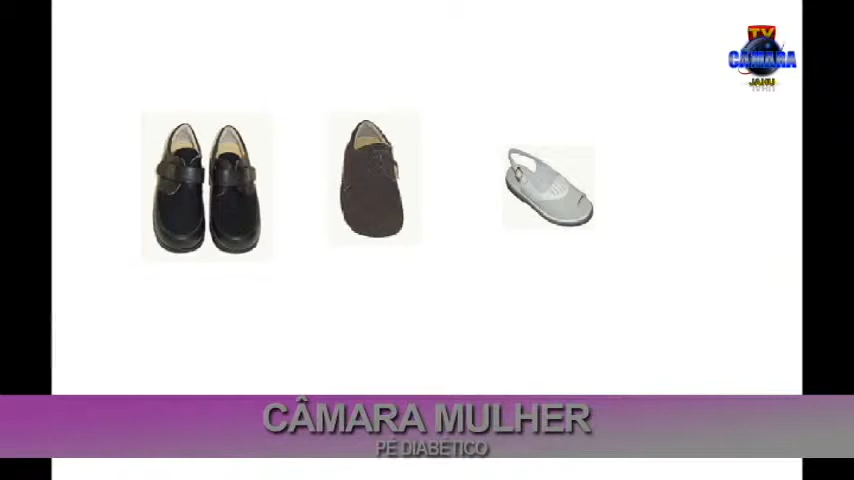 TV
CÂMARA
JAHU
CÂMARA MULHER
PÉ DIABÉTICO